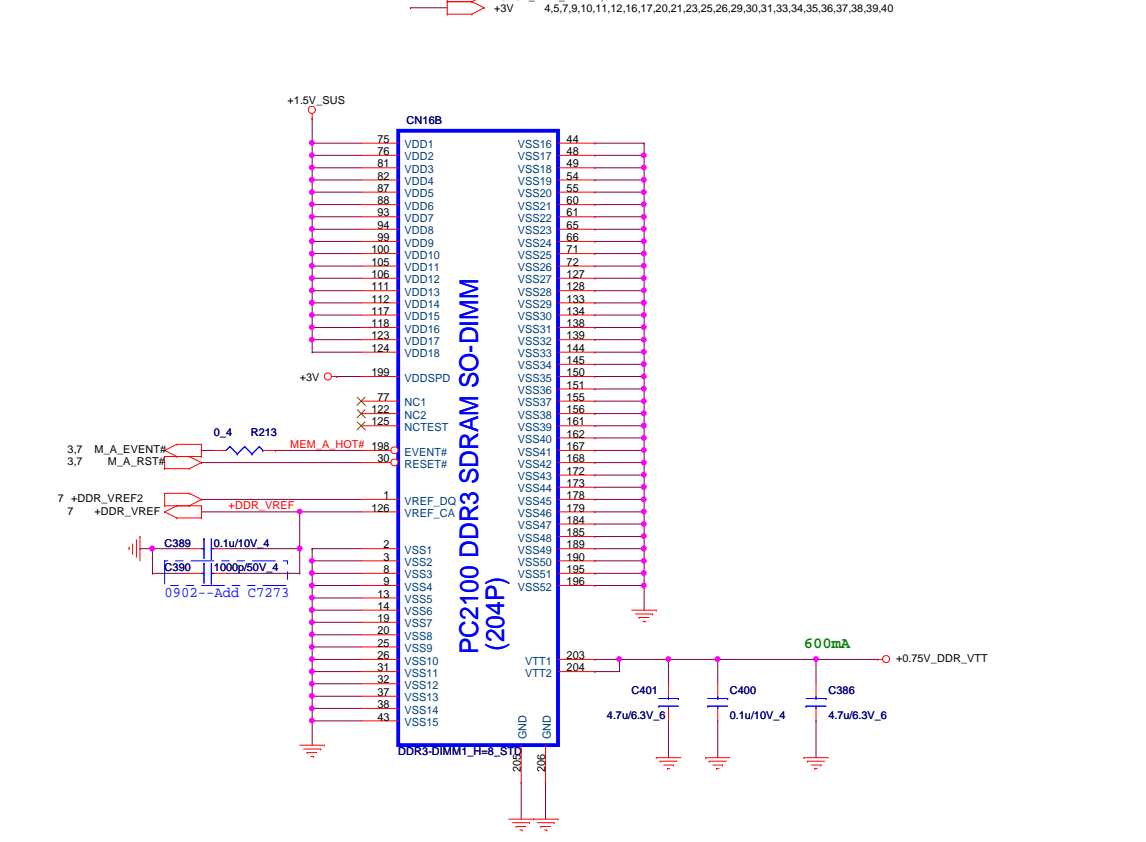 +3V 4,5,7,9,10,11,12,16,17,20,21,23,25,26,29,30,31,33,34,35,36,37,38,39,40
+1.5V_SUS
CN16B
75 VDD1 VSS16 44
76 VDD2 VSS17 48
81 VDD3 VSS18 49
82 VDD4 VSS19 54
87 VDD5 VSS20 55
88 VDD6 VSS21 60
93 VDD7 VSS22 61
94 VDD8 VSS23 65
99 VDD9 VSS24 66
100 VDD10 VSS25 71
105 VDD11 VSS26 72
106 VDD12 VSS27 127
111 VDD13 VSS28 128
112 VDD14 VSS29 133
117 VDD15 VSS30 134
118 VDD16 VSS31 138
123 VDD17 VSS32 139
124 VDD18 VSS33 144
VSS34 145
+3V 199 VDDSPD VSS35 150
VSS36 151
77 NC1 VSS37 155
122 NC2 VSS38 156
125 NCTEST VSS39 161
0_4 R213 VSS40 162
3,7 M_A_EVENT# MEM_A_HOT# 198 EVENT# VSS41 167
3,7 M_A_RST# 30 RESET# VSS42 168
VSS43 172
VSS44 173
7 +DDR_VREF2 1 VREF_DQ VSS45 178
7 +DDR_VREF +DDR_VREF 126 VREF_CA VSS46 179
VSS47 184
VSS48 185
C389 0.1u/10V_4 2 VSS1 VSS49 189
3 VSS2 VSS50 190
C390 1000p/50V_4 8 VSS3 VSS51 195
9 VSS4 VSS52 196
0902--Add C7273
13 VSS5
14 VSS6
19 VSS7
20 VSS8
25 VSS9
26 VSS10 VTT1 203
31 VSS11 VTT2 204
32 VSS12
37 VSS13
38 VSS14
43 VSS15
PC2100 DDR3 SDRAM SO-DIMM
(204P)
600mA
+0.75V_DDR_VTT
C401 C400 C386
4.7u/6.3V_6 0.1u/10V_4 4.7u/6.3V_6
GND GND
DDR3-DIMM1_H=8_STD
205 206